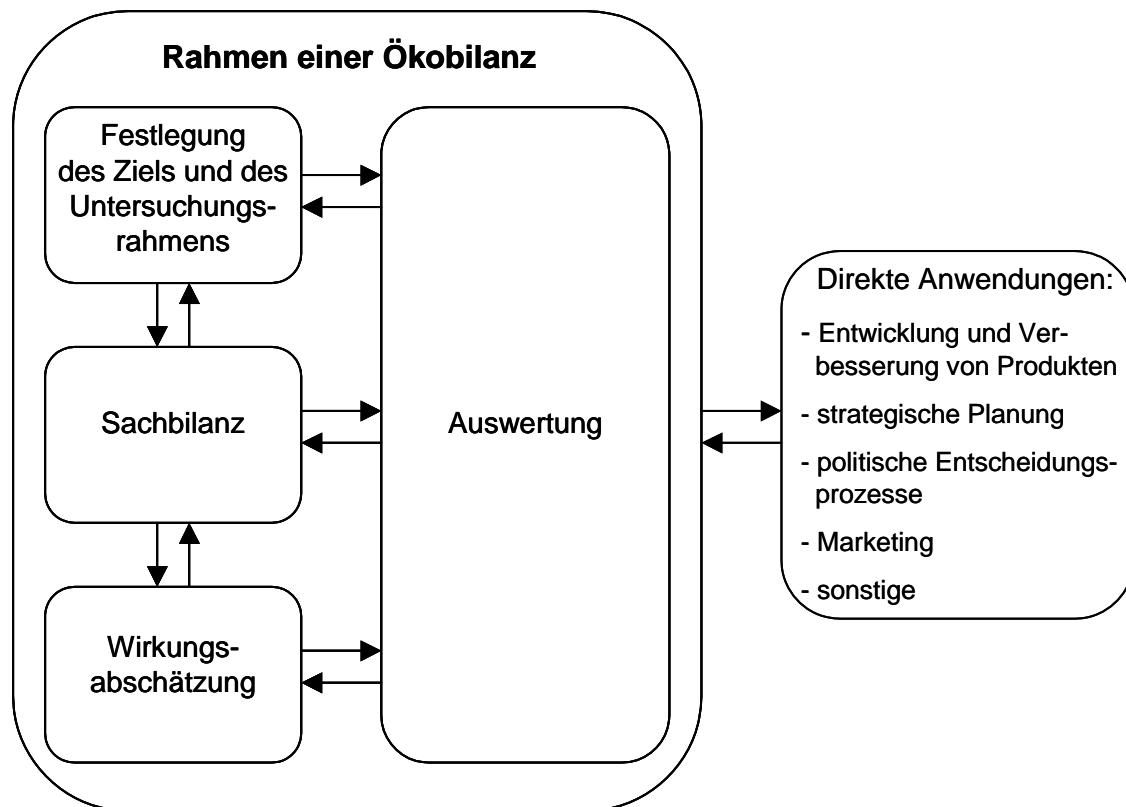 Rahmen einer Ökobilanz
Festlegung
des Ziels und des
Untersuchungs-
rahmens
Sachbilanz
Wirkungs-
abschätzung
Auswertung
Direkte Anwendungen:
- Entwicklung und Ver-
besserung von Produkten
- strategische Planung
- politische Entscheidungs-
prozesse
- Marketing
- sonstige